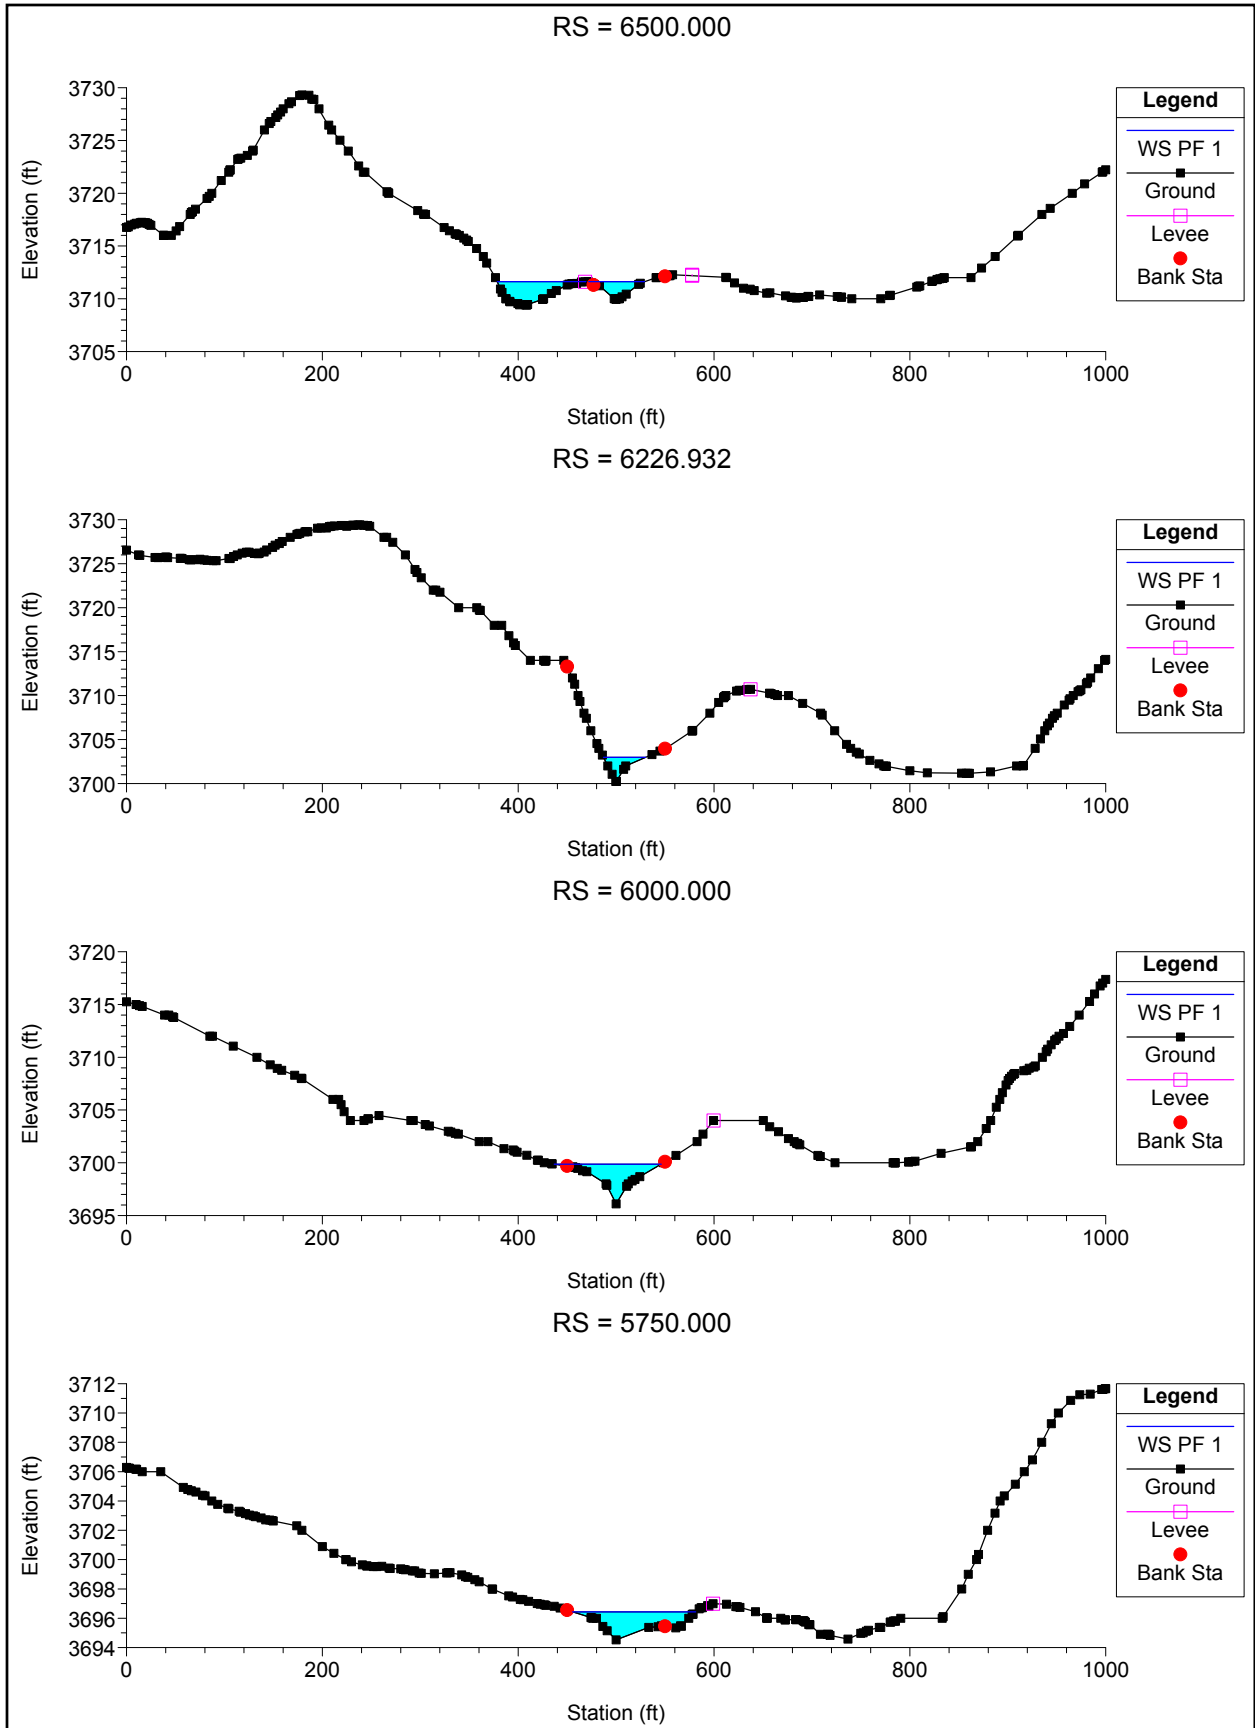 RS = 6500.000
3730
3725
3720
3715
3710
3705
Elevation (ft)
0 200 400 600 800 1000
Station (ft)
Legend
WS PF 1
Ground
Levee
Bank Sta
RS = 6226.932
3730
3725
3720
3715
3710
3705
3700
Elevation (ft)
0 200 400 600 800 1000
Station (ft)
Legend
WS PF 1
Ground
Levee
Bank Sta
RS = 6000.000
3720
3715
3710
3705
3700
3695
Elevation (ft)
0 200 400 600 800 1000
Station (ft)
Legend
WS PF 1
Ground
Levee
Bank Sta
RS = 5750.000
3712
3710
3708
3706
3704
3702
3700
3698
3696
3694
Elevation (ft)
0 200 400 600 800 1000
Station (ft)
Legend
WS PF 1
Ground
Levee
Bank Sta